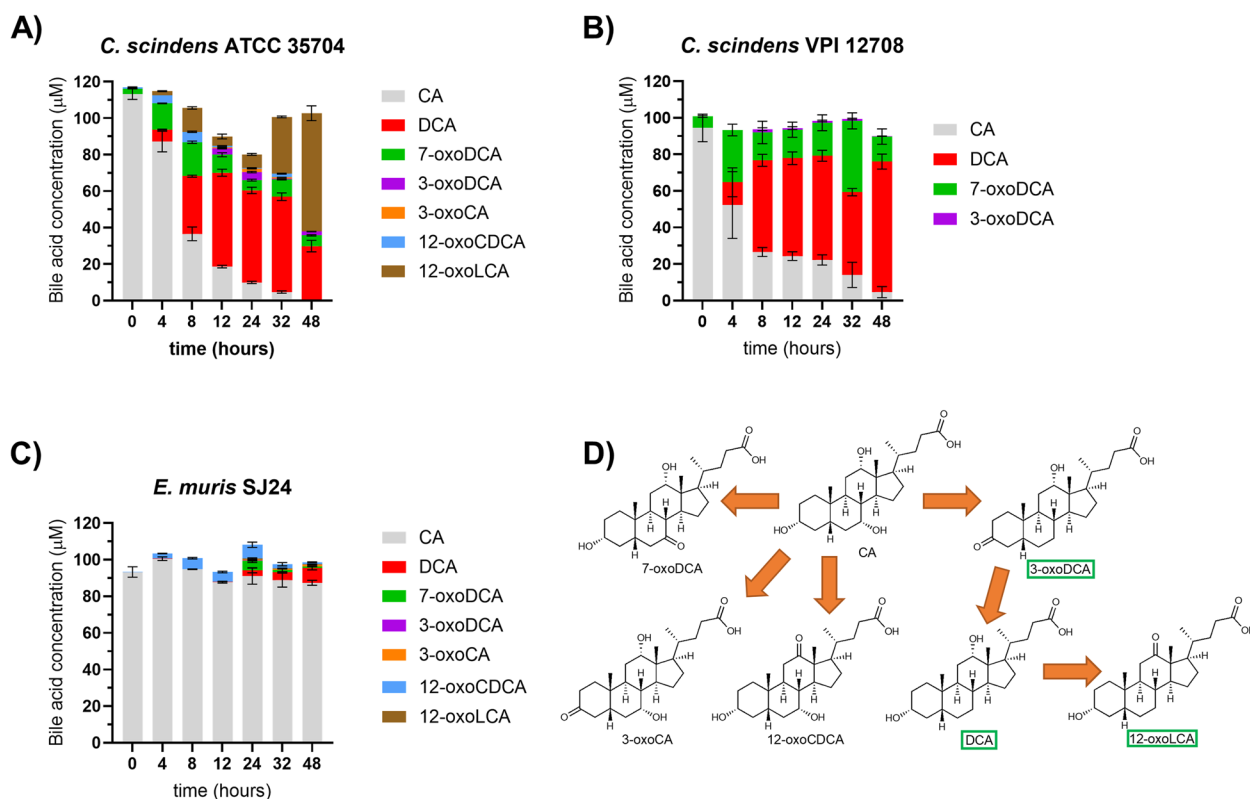 A)
C. scindens ATCC 35704
Bile acid concentration (μM)
120
100
80
60
40
20
0
0 4 8 12 24 32 48
time (hours)
CA
DCA
7-oxoDCA
3-oxoDCA
3-oxoCA
12-oxoCDCA
12-oxoLCA
B)
C. scindens VPI 12708
Bile acid concentration (μM)
120
100
80
60
40
20
0
0 4 8 12 24 32 48
time (hours)
CA
DCA
7-oxoDCA
3-oxoDCA
C)
E. muris SJ24
Bile acid concentration (μM)
120
100
80
60
40
20
0
0 4 8 12 24 32 48
time (hours)
CA
DCA
7-oxoDCA
3-oxoDCA
3-oxoCA
12-oxoCDCA
12-oxoLCA
D)
O
OH
OH
H
H
H
H
HO
O
7-oxoDCA
O
OH
OH
H
H
H
H
HO
OH
CA
O
OH
OH
H
H
H
O
H
3-oxoDCA
O
OH
OH
H
H
H
O
OH
H
3-oxoCA
O
OH
O
H
H
H
HO
OH
H
12-oxoCDCA
O
OH
OH
H
H
H
HO
H
DCA
O
OH
O
H
H
H
HO
H
12-oxoLCA